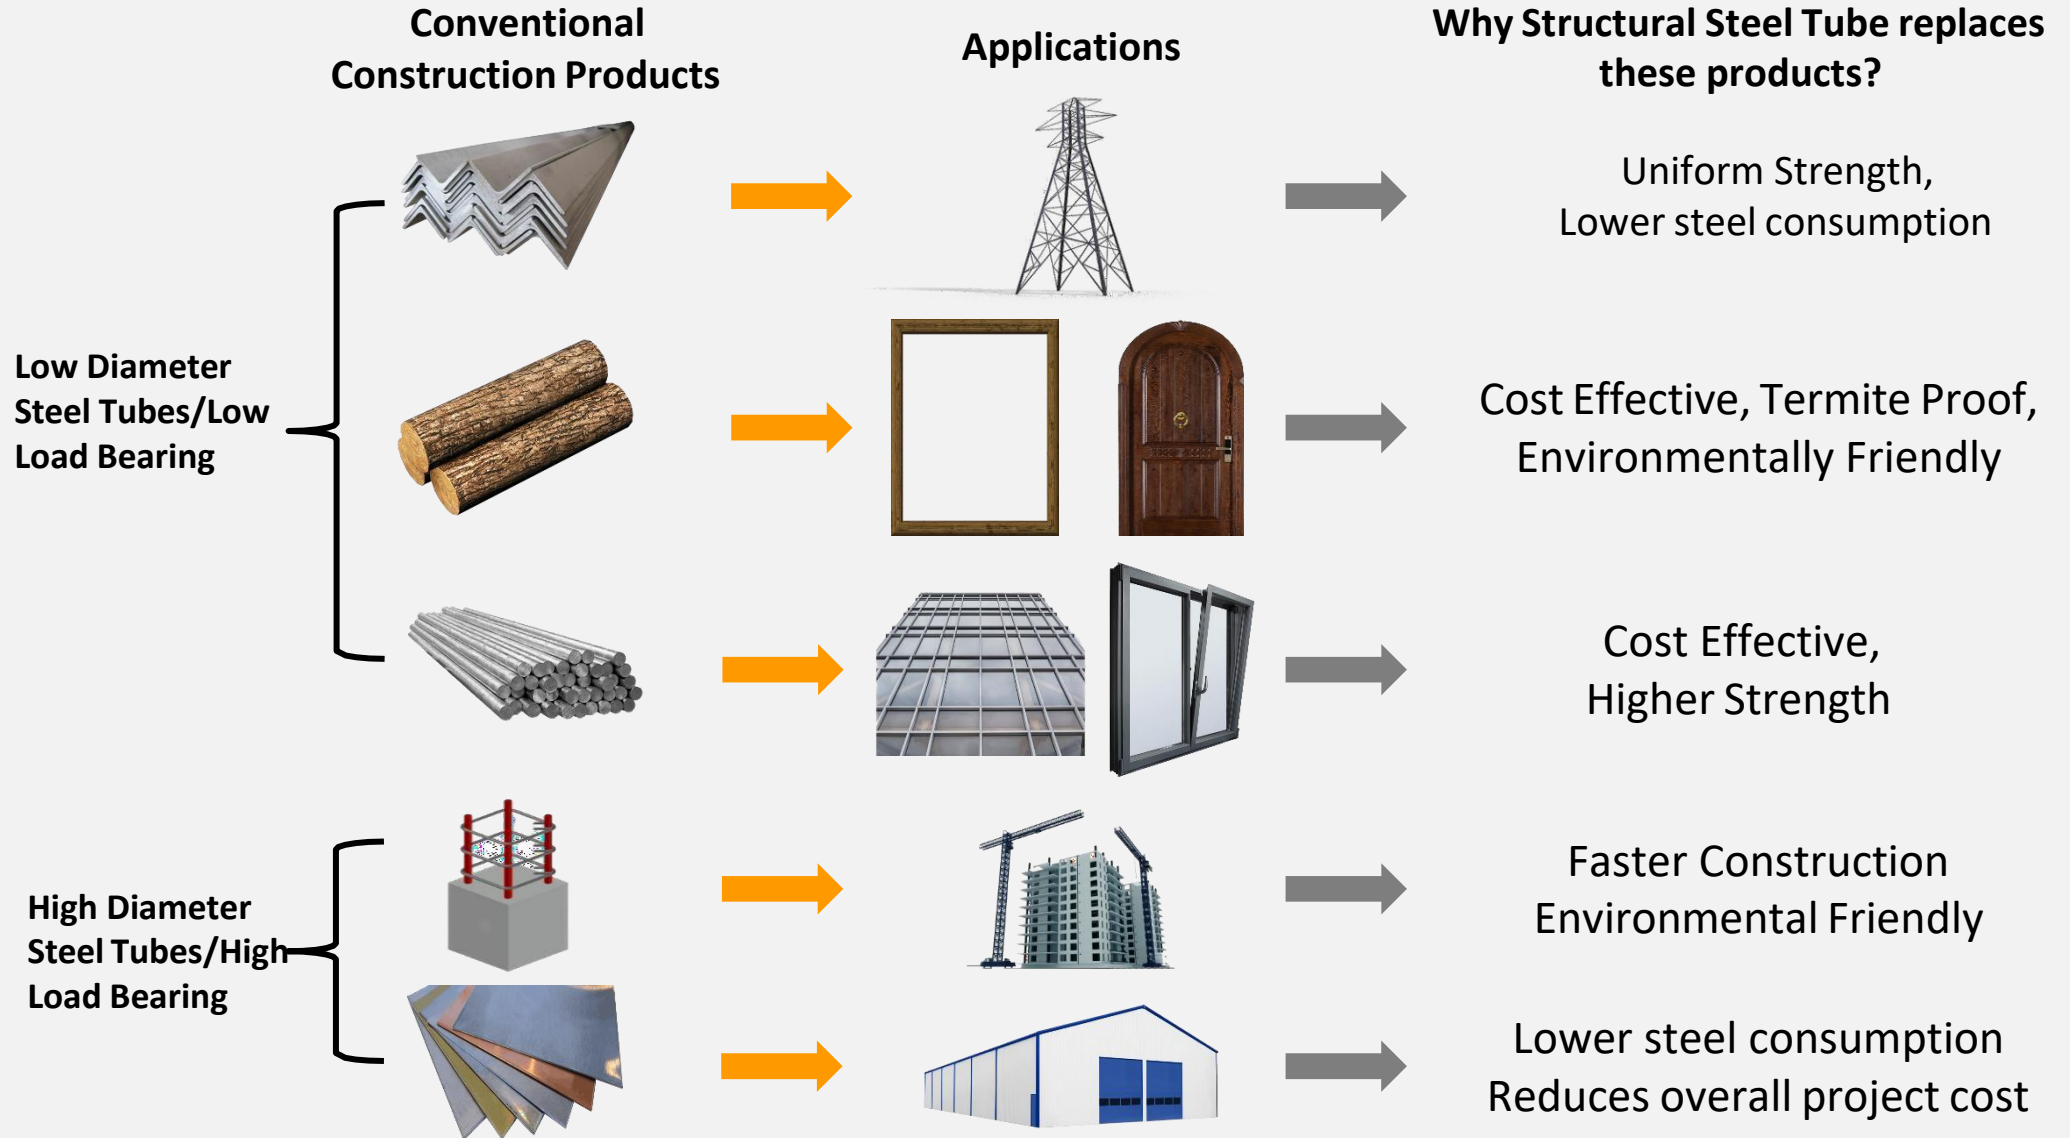 Conventional
Construction Products
Applications
Why Structural Steel Tube replaces
these products?
Uniform Strength,
Lower steel consumption
Low Diameter
Steel Tubes/Low
Load Bearing
Cost Effective, Termite Proof,
Environmentally Friendly
Cost Effective,
Higher Strength
High Diameter
Steel Tubes/High
Load Bearing
Faster Construction
Environmental Friendly
Lower steel consumption
Reduces overall project cost